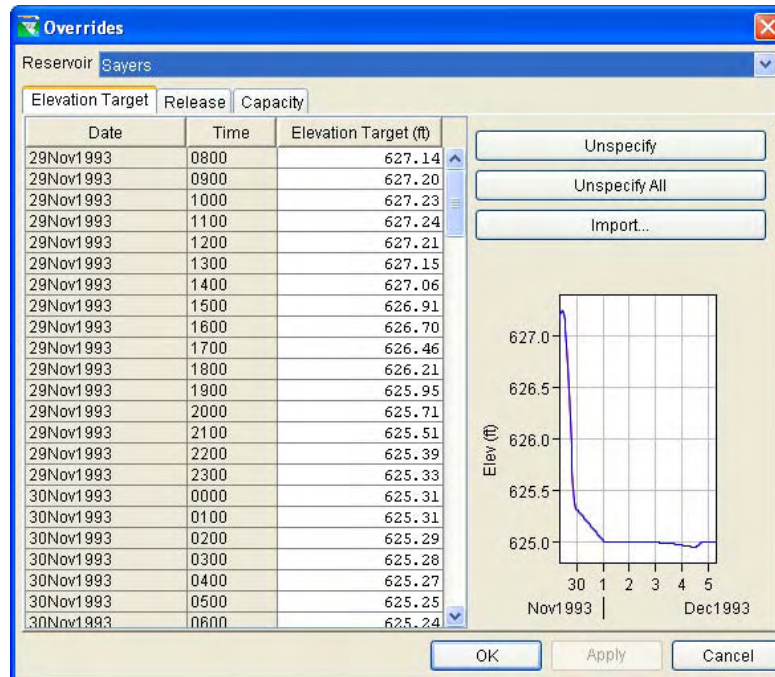 Overrides
Reservoir Sayers
Elevation Target Release Capacity
Date Time Elevation Target (ft)
29Nov1993 0800 627.14
29Nov1993 0900 627.20
29Nov1993 1000 627.23
29Nov1993 1100 627.24
29Nov1993 1200 627.21
29Nov1993 1300 627.15
29Nov1993 1400 627.06
29Nov1993 1500 626.91
29Nov1993 1600 626.70
29Nov1993 1700 626.46
29Nov1993 1800 626.21
29Nov1993 1900 625.95
29Nov1993 2000 625.71
29Nov1993 2100 625.51
29Nov1993 2200 625.39
29Nov1993 2300 625.33
30Nov1993 0000 625.31
30Nov1993 0100 625.31
30Nov1993 0200 625.29
30Nov1993 0300 625.28
30Nov1993 0400 625.27
30Nov1993 0500 625.25
30Nov1993 0600 625.24
Unspecify
Unspecify All
Import...
627.0
626.5
626.0
625.5
625.0
Elev (ft)
30 1 2 3 4 5
Nov1993 Dec1993
OK Apply Cancel